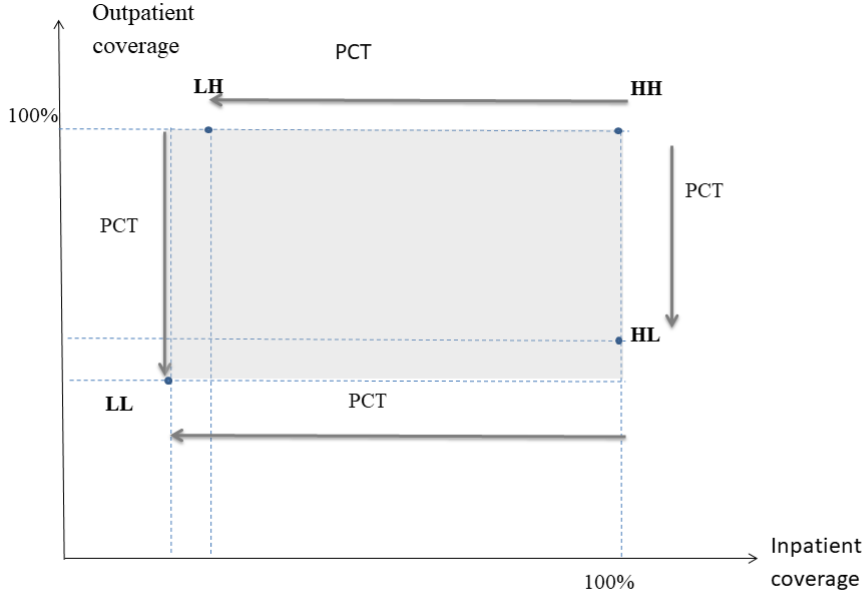 Outpatient
coverage
PCT
LH
HH
100%
PCT
PCT
HL
LL
PCT
Inpatient
100%
coverage